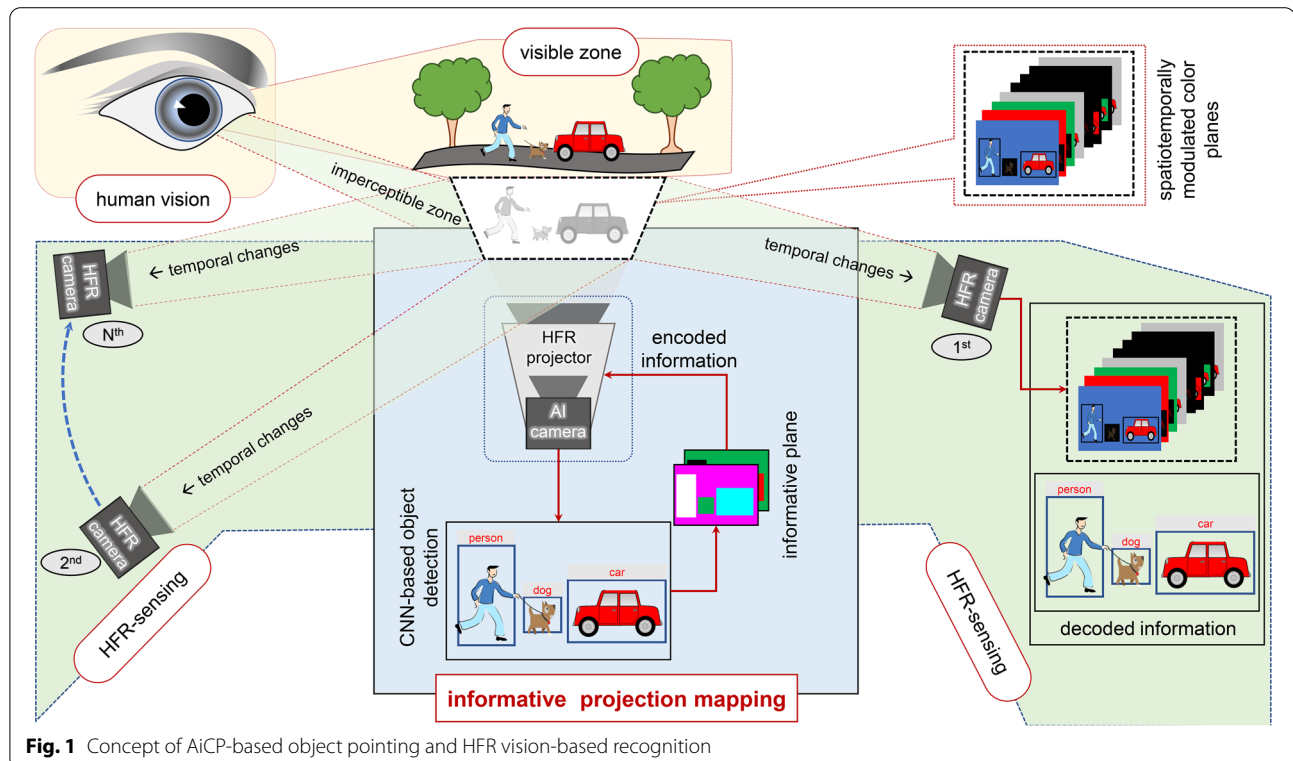 visible zone
human vision
imperceptible zone
spatiotemporally
modulated color
planes
← temporal changes
HFR
camera
Nth
temporal changes →
HFR
camera
1st
HFR
projector
AI
camera
encoded
information
informative plane
← temporal changes
HFR
camera
2nd
HFR-sensing
CNN-based object
detection
person
dog
car
informative projection mapping
person
dog
car
decoded information
HFR-sensing
Fig. 1 Concept of AiCP-based object pointing and HFR vision-based recognition